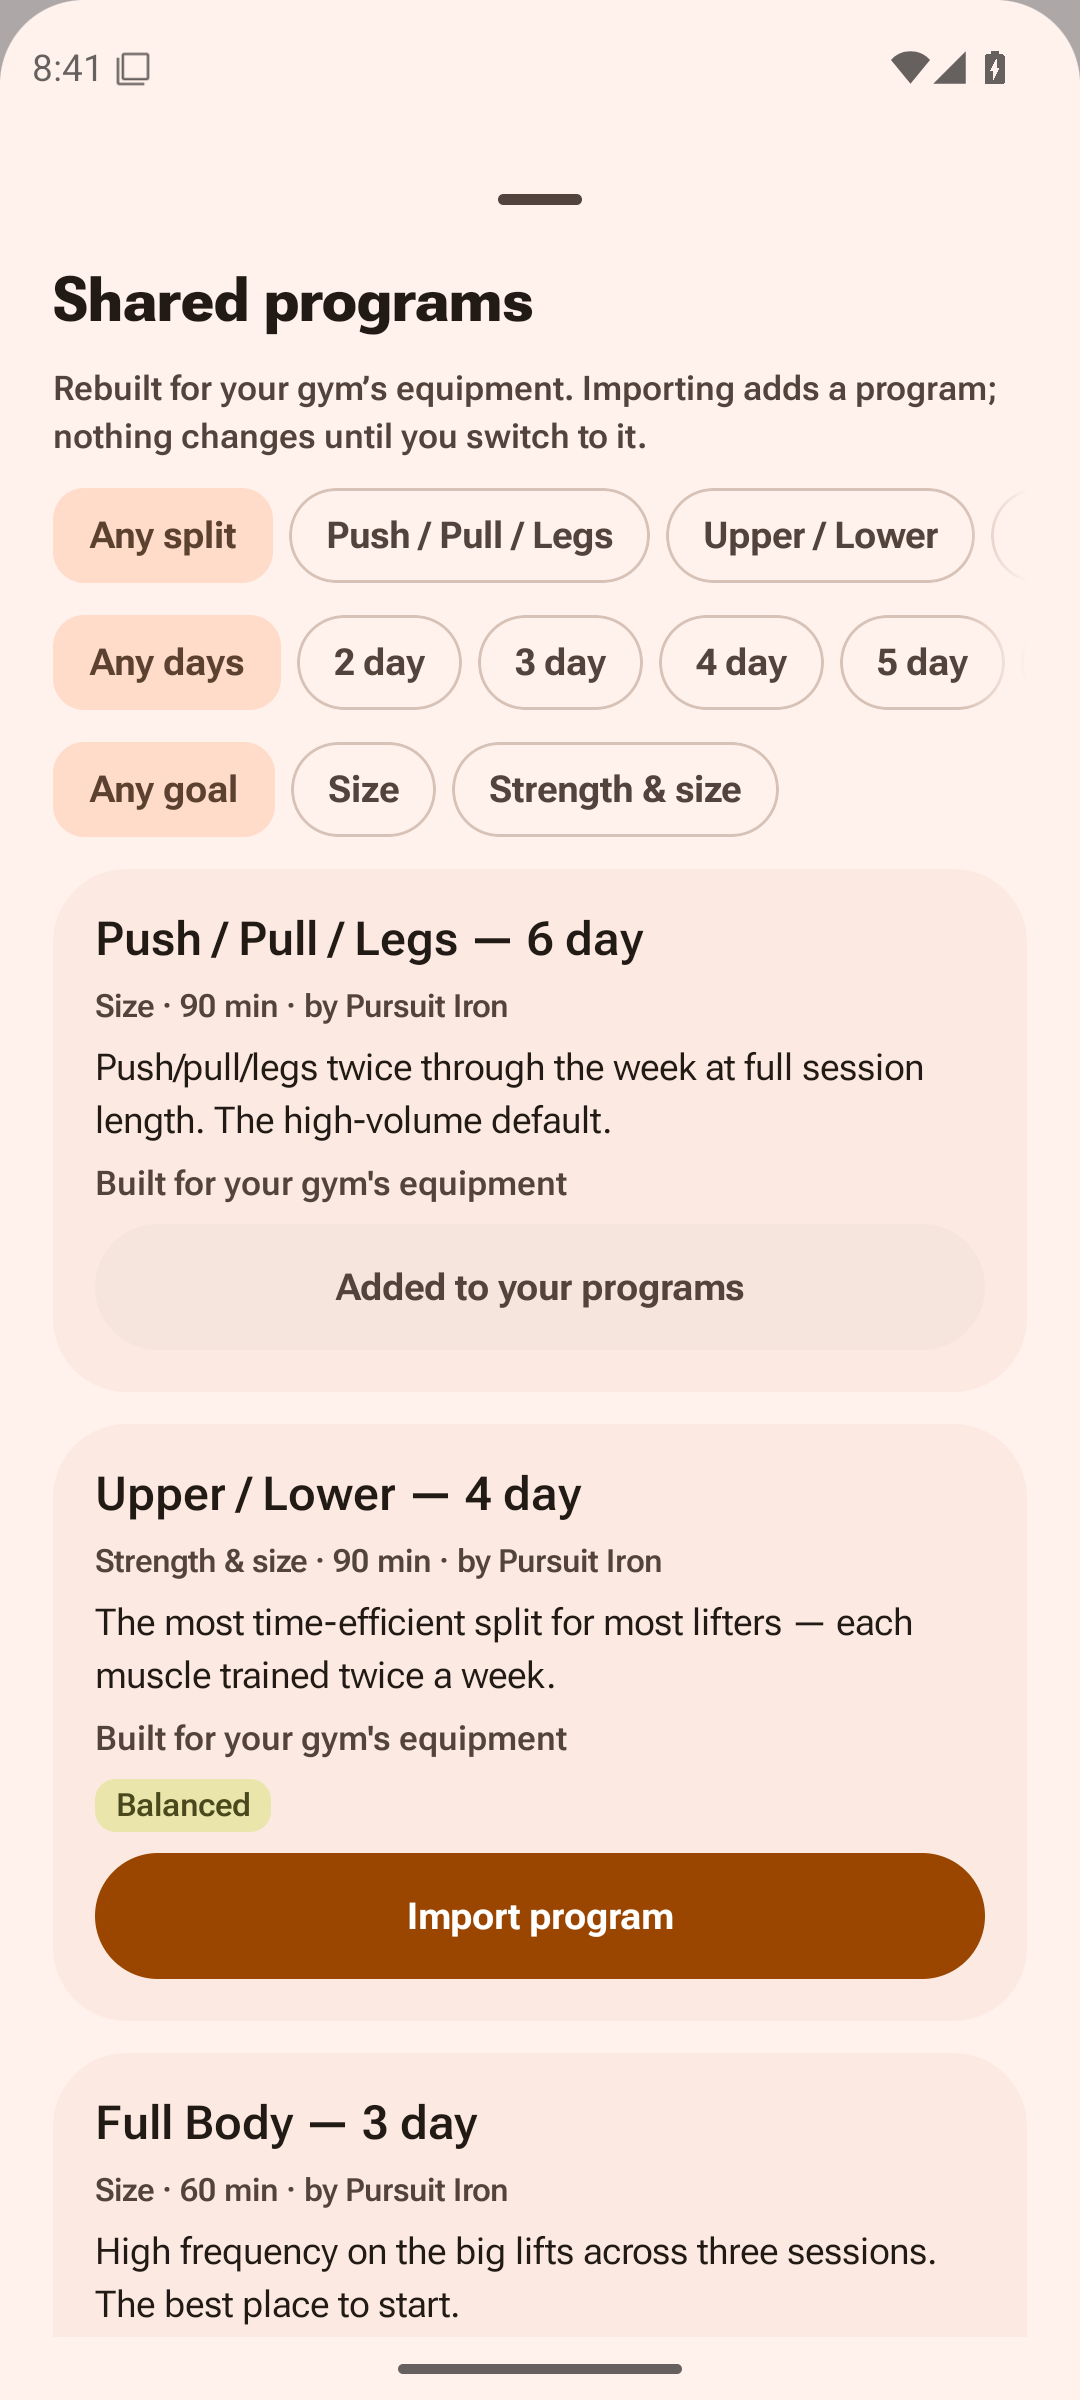 8:41
Shared programs
Rebuilt for your gym’s equipment. Importing adds a program;
nothing changes until you switch to it.
Any split
Push / Pull / Legs
Upper / Lower
Any days
2 day
3 day
4 day
5 day
Any goal
Size
Strength & size
Push / Pull / Legs — 6 day
Size · 90 min · by Pursuit Iron
Push/pull/legs twice through the week at full session
length. The high-volume default.
Built for your gym's equipment
Added to your programs
Upper / Lower — 4 day
Strength & size · 90 min · by Pursuit Iron
The most time-efficient split for most lifters — each
muscle trained twice a week.
Built for your gym's equipment
Balanced
Import program
Full Body — 3 day
Size · 60 min · by Pursuit Iron
High frequency on the big lifts across three sessions.
The best place to start.